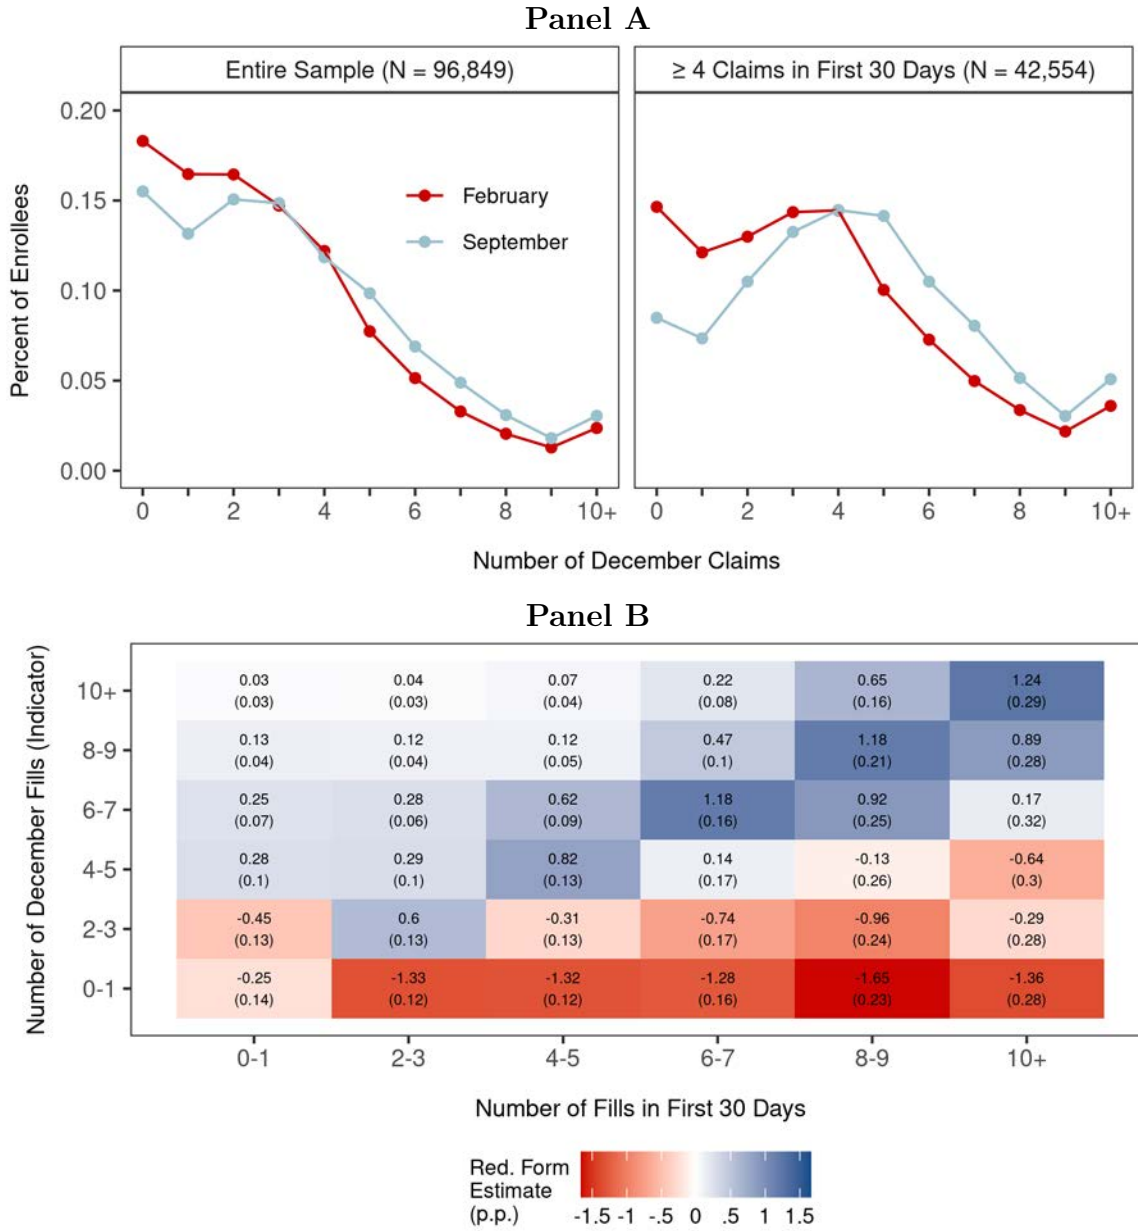 Panel A
Entire Sample (N = 96,849)
≥ 4 Claims in First 30 Days (N = 42,554)
Percent of Enrollees
0.20
0.15
0.10
0.05
0.00
February
September
0 2 4 6 8 10+
0 2 4 6 8 10+
Number of December Claims
Panel B
Number of December Fills (Indicator)
10+
0.03 0.04 0.07 0.22 0.65 1.24
(0.03) (0.03) (0.04) (0.08) (0.16) (0.29)
8-9
0.13 0.12 0.12 0.47 1.18 0.89
(0.04) (0.04) (0.05) (0.1) (0.21) (0.28)
6-7
0.25 0.28 0.62 1.18 0.92 0.17
(0.07) (0.06) (0.09) (0.16) (0.25) (0.32)
4-5
0.28 0.29 0.82 0.14 -0.13 -0.64
(0.1) (0.1) (0.13) (0.17) (0.26) (0.3)
2-3
-0.45 0.6 -0.31 -0.74 -0.96 -0.29
(0.13) (0.13) (0.13) (0.17) (0.24) (0.28)
0-1
-0.25 -1.33 -1.32 -1.28 -1.65 -1.36
(0.14) (0.12) (0.12) (0.16) (0.23) (0.28)
0-1 2-3 4-5 6-7 8-9 10+
Number of Fills in First 30 Days
Red. Form
Estimate
(p.p.)
-1.5 -1 -.5 0 .5 1 1.5